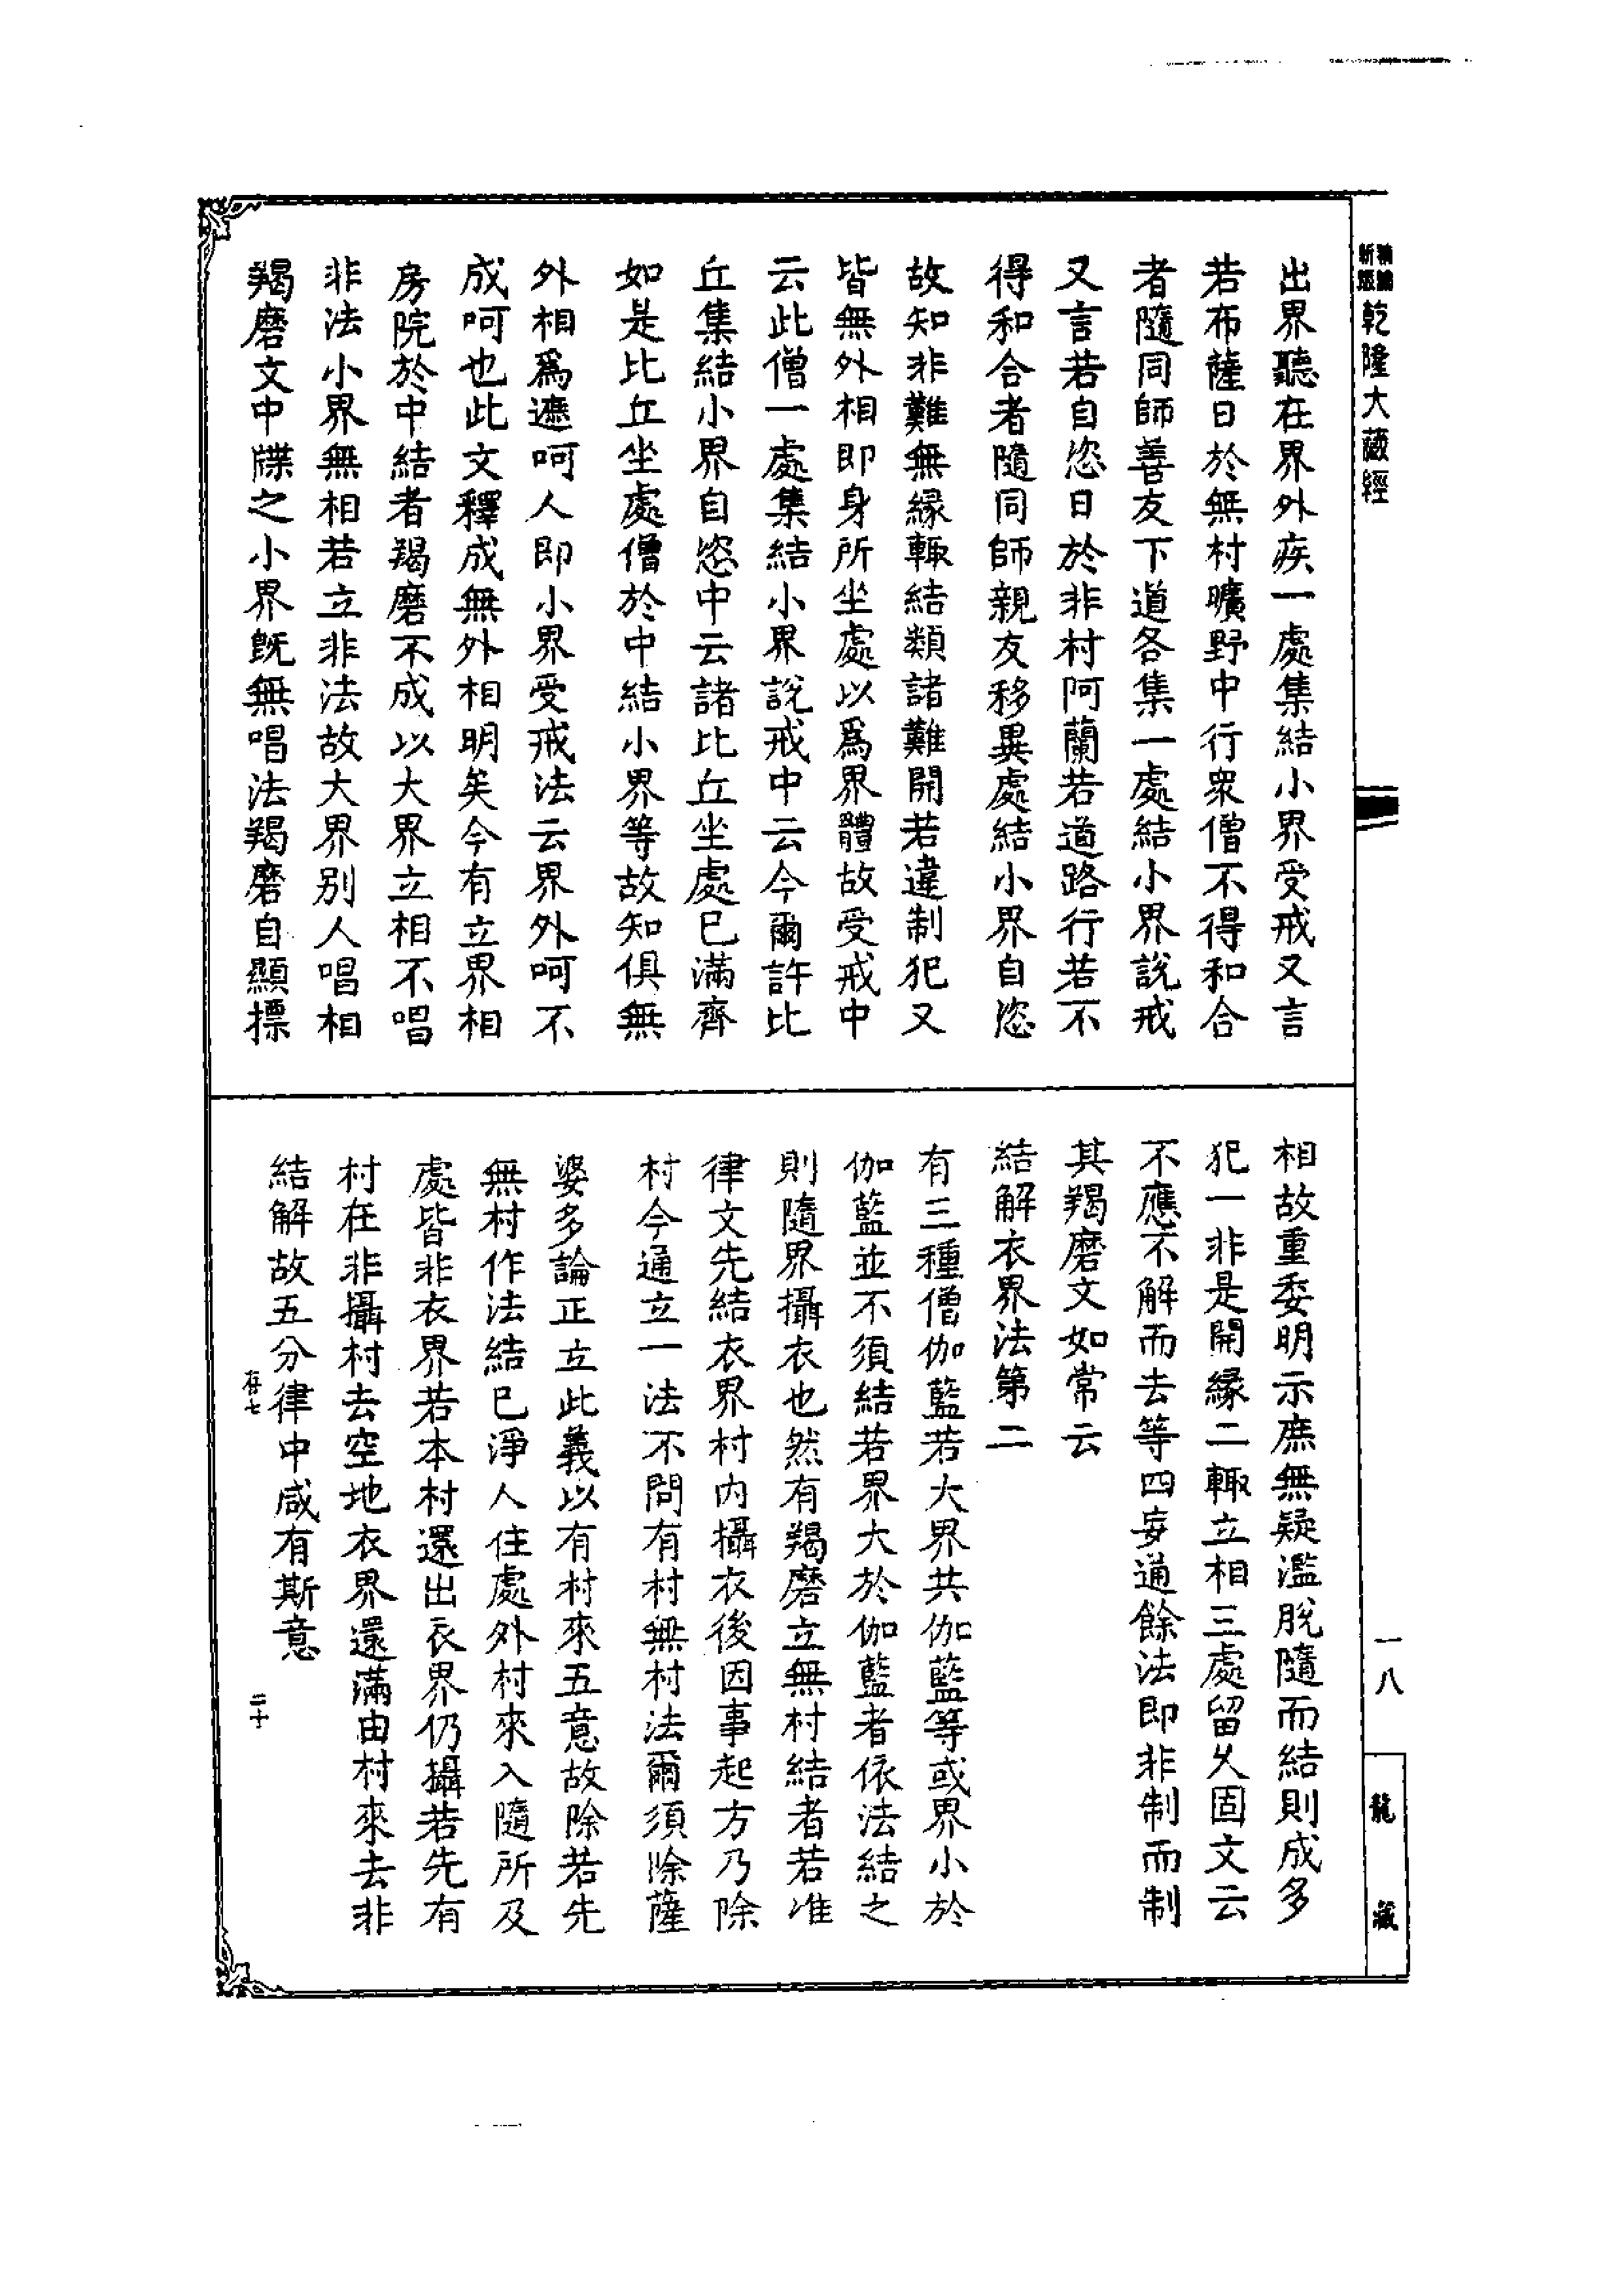 乾隆大藏經
出界聽在界外疾一處集結小界受戒又言
若布薩日於無村曠野中行衆僧不得和合
者隨同師善友下道各集一處結小界說戒
又言若自恣日於非村阿蘭若道路行若不
得和合者隨同師親友移異處結小界自恣
故知非難無緣輙結類諸難開若違制犯又
皆無外相即身所坐處以爲界體故受戒中
云此僧一處集結小界說戒中云今爾許比
丘集結小界自恣中云諸比丘坐處已滿齊
如是比丘坐處僧於中結小界等故知俱無
外相爲遮呵人即小界受戒法云界外呵不
成呵也此文釋成無外相明矣今有立界相
房院於中結者羯磨不成以大界立相不唱
非法小界無相若立非法故大界別人唱相
羯磨文中牒之小界旣無唱法羯磨自顯摽
相故重委明示庶無疑濫脫隨而結則成多
犯一非是開緣二輙立相三處留久固文云
不應不解而去等四妄通餘法即非制而制
其羯磨文如常云
結解衣界法第二
有三種僧伽藍若大界共伽藍等或界小於
伽藍並不須結若界大於伽藍者依法結之
則隨界攝衣也然有羯磨立無村結者若准
律文先結衣界村內攝衣後因事起方乃除
村今通立一法不問有村無村法爾須除薩
婆多論正立此義以有村來五意故除若先
無村作法結已淨人住處外村來入隨所及
處皆非衣界若本村還出衣界仍攝若先有
村在非攝村去空地衣界還滿由村來去非
結解故五分律中咸有斯意
存七
二十
一八
龍藏